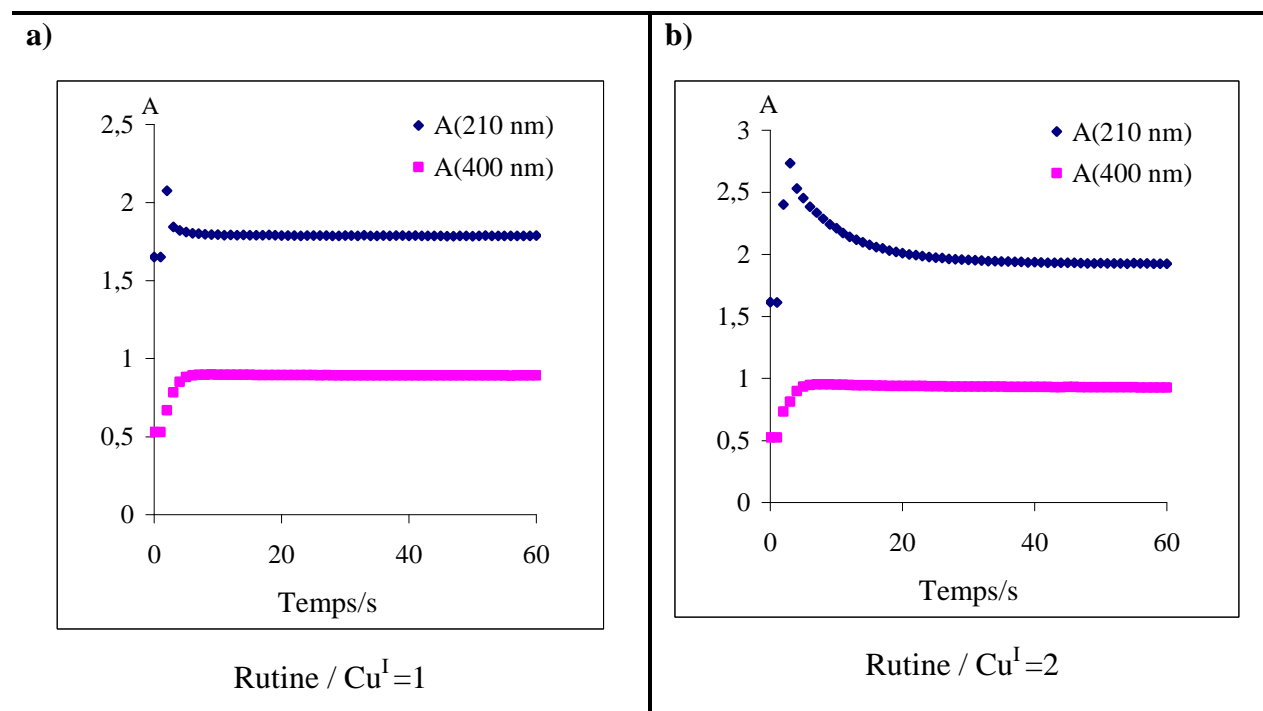 a)
A
A(210 nm)
A(400 nm)
2,5
2
1,5
1
0,5
0
0 20 40 60
Temps/s
Rutine / Cu^I =1
b)
A
A(210 nm)
A(400 nm)
3
2,5
2
1,5
1
0,5
0
0 20 40 60
Temps/s
Rutine / Cu^I =2